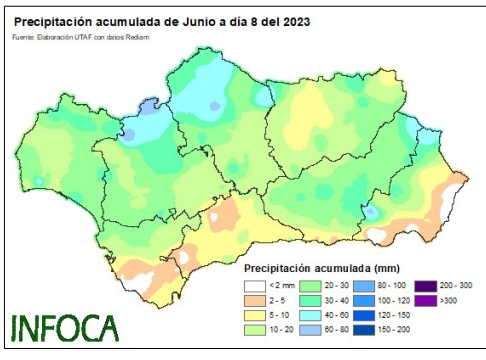 Precipitación acumulada de Junio a día 8 del 2023
Fuente: Elaboración UTAF con datos Rediam
Precipitación acumulada (mm)
< 2 mm
20 - 30
80 - 100
200 - 300
2 - 5
30 - 40
100 - 120
>300
5 - 10
40 - 60
120 - 150
10 - 20
60 - 80
150 - 200
INFOCA